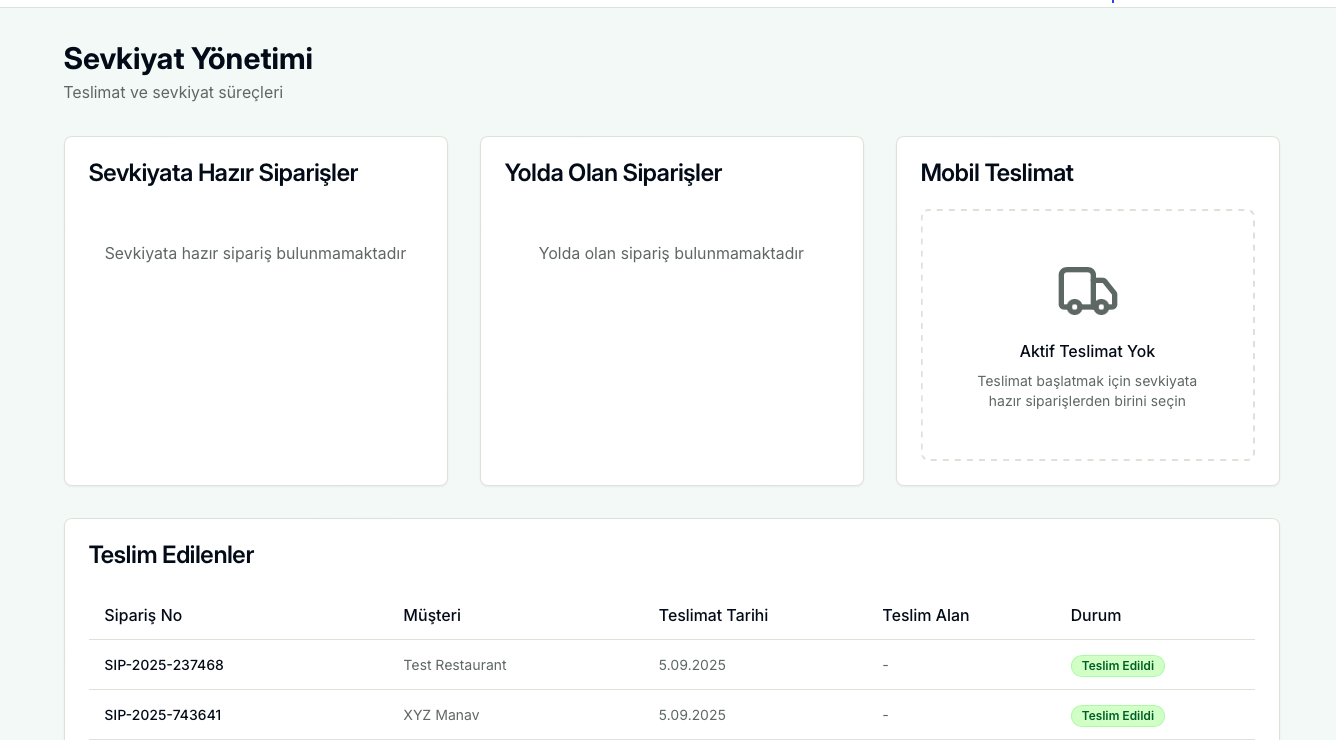 Sevkiyat Yönetimi
Teslimat ve sevkiyat süreçleri
Sevkiyata Hazır Siparişler
Sevkiyata hazır sipariş bulunmamaktadır
Yolda Olan Siparişler
Yolda olan sipariş bulunmamaktadır
Mobil Teslimat
Aktif Teslimat Yok
Teslimat başlatmak için sevkiyata
hazır siparişlerden birini seçin
Teslim Edilenler
Sipariş No Müşteri Teslimat Tarihi Teslim Alan Durum
SIP-2025-237468 Test Restaurant 5.09.2025 - Teslim Edildi
SIP-2025-743641 XYZ Manav 5.09.2025 - Teslim Edildi